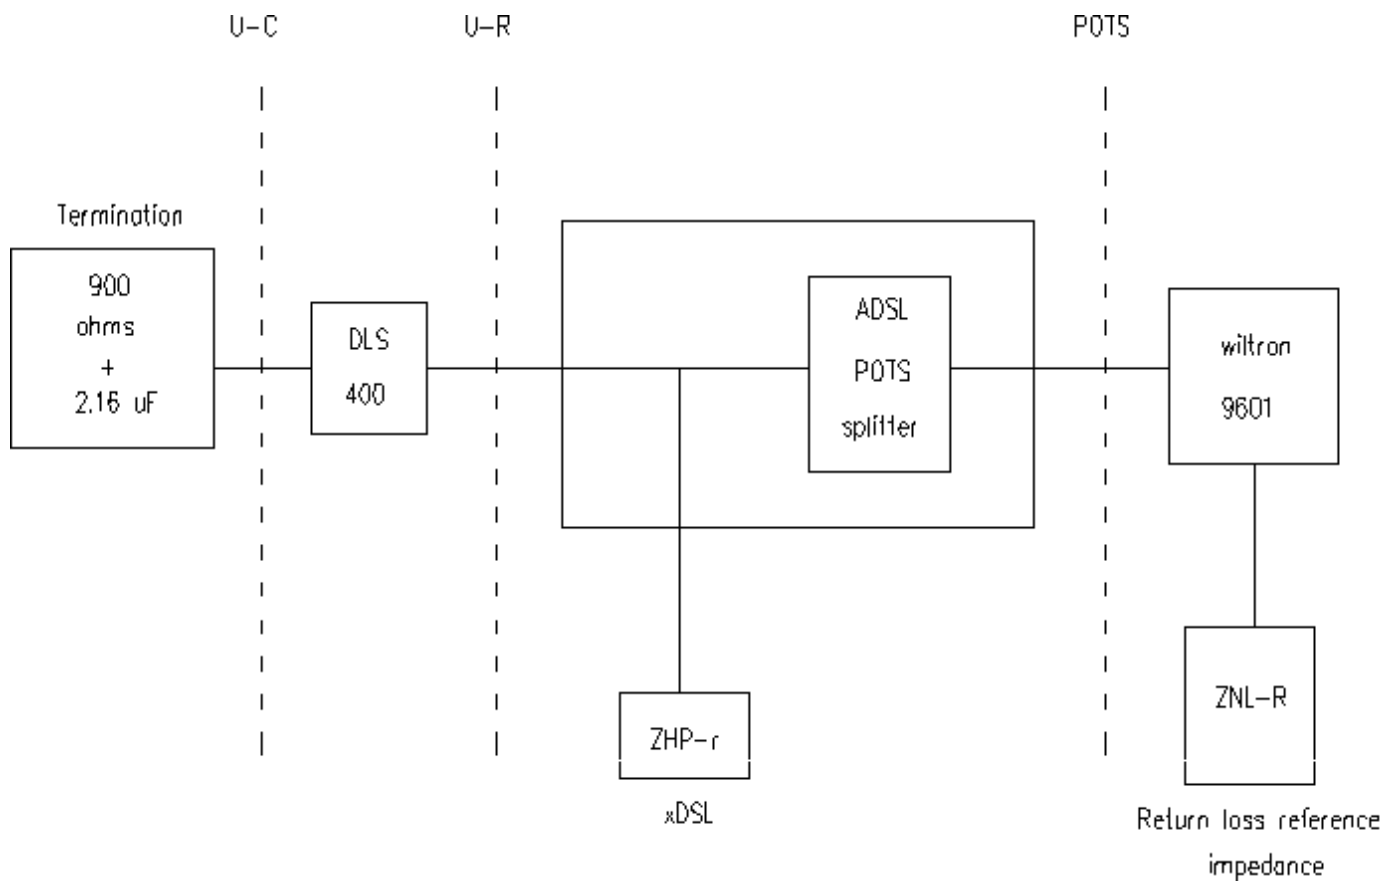 U-C
U-R
POTS
Termination
900
ohms
+
2.16 uF
DLS
400
ADSL
POTS
splitter
wiltron
9601
ZHP-r
xDSL
ZNL-R
Return loss reference
impedance